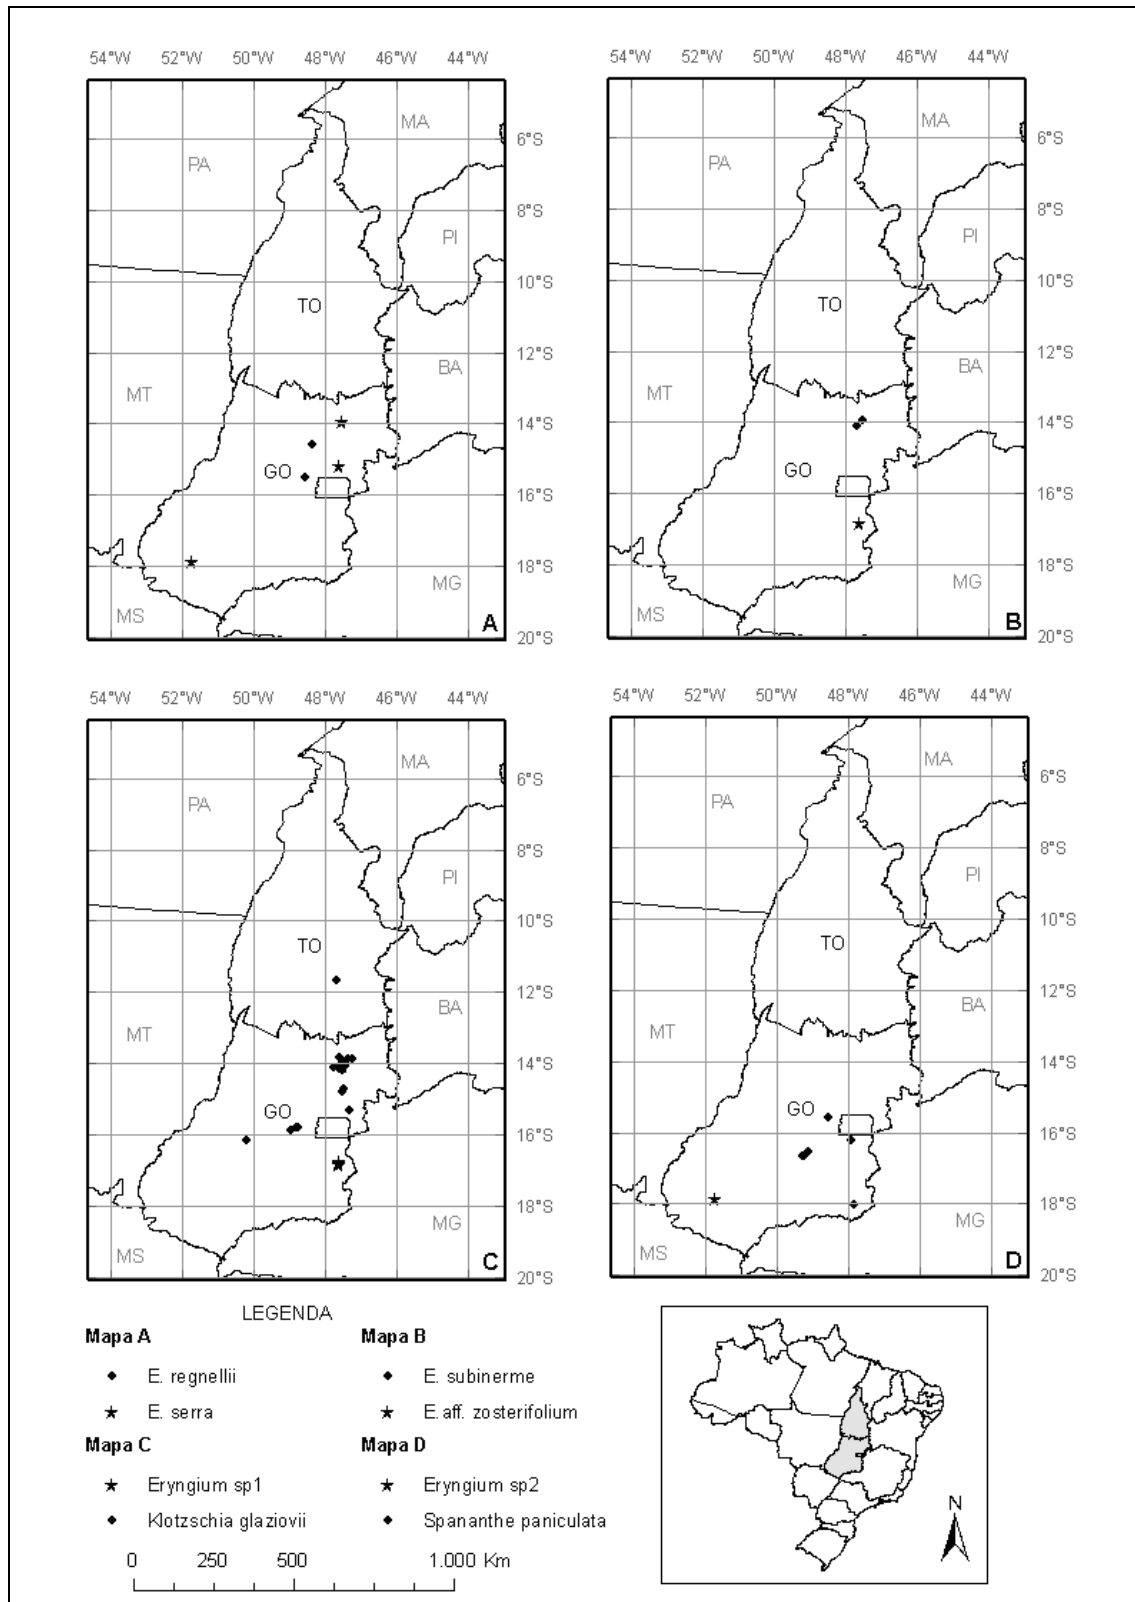 54°W 52°W 50°W 48°W 46°W 44°W
MA
6°S
PA
8°S
PI
10°S
TO
12°S
BA
MT
14°S
GO
16°S
18°S
MG
MS
A
20°S
54°W 52°W 50°W 48°W 46°W 44°W
MA
6°S
PA
8°S
PI
10°S
TO
12°S
BA
MT
14°S
GO
16°S
18°S
MG
MS
B
20°S
54°W 52°W 50°W 48°W 46°W 44°W
MA
6°S
PA
8°S
PI
10°S
TO
12°S
BA
MT
14°S
GO
16°S
18°S
MG
MS
C
20°S
54°W 52°W 50°W 48°W 46°W 44°W
MA
6°S
PA
8°S
PI
10°S
TO
12°S
BA
MT
14°S
GO
16°S
18°S
MG
MS
D
20°S
LEGENDA
Mapa A
E. regnellii
E. serra
Mapa B
E. subinerme
E. aff. zosterifolium
Mapa C
Eryngium sp1
Klotzschia glaziovii
Mapa D
Eryngium sp2
Spananthe paniculata
0 250 500 1.000 Km
N